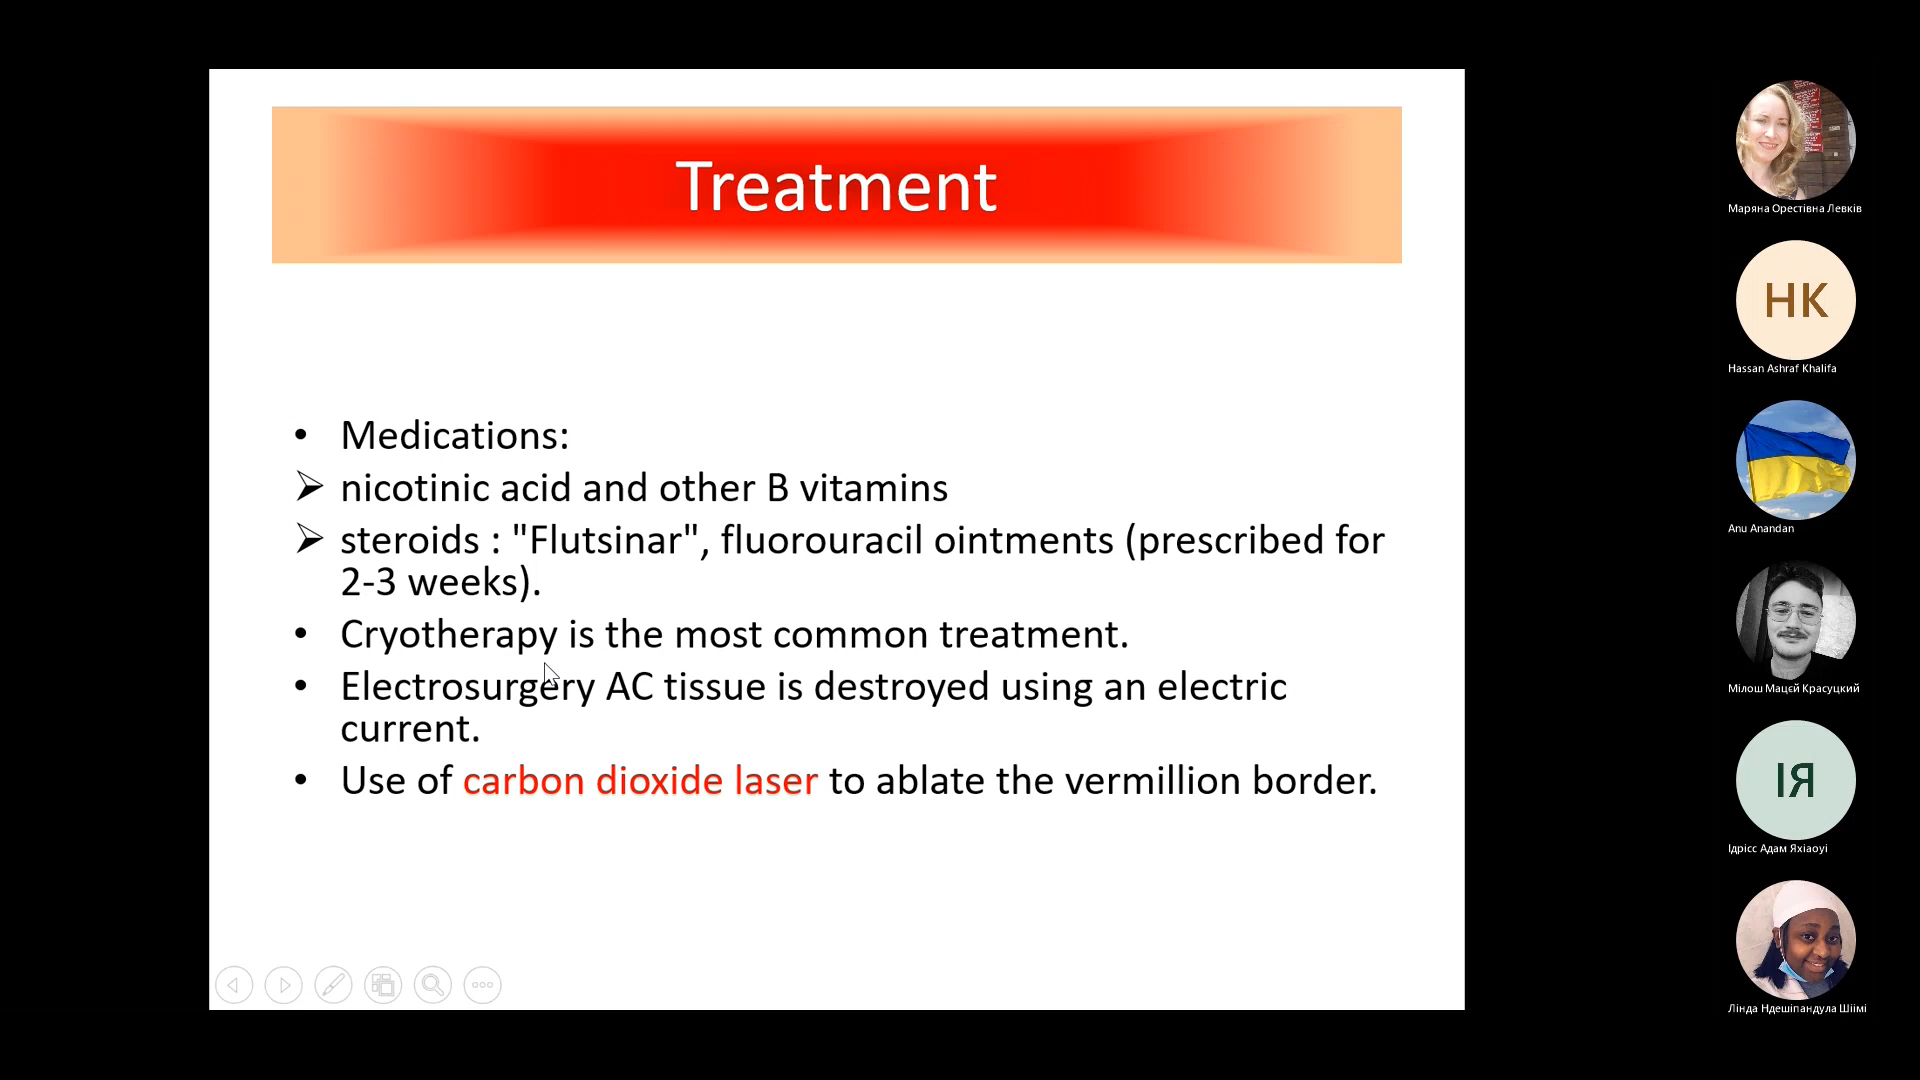 Treatment
• Medications:
➢ nicotinic acid and other B vitamins
➢ steroids : "Flutsinar", fluorouracil ointments (prescribed for
2-3 weeks).
• Cryotherapy is the most common treatment.
• Electrosurgery AC tissue is destroyed using an electric
current.
• Use of carbon dioxide laser to ablate the vermillion border.
Маряна Орестівна Левків
НК
Hassan Ashraf Khalifa
Anu Anandan
Мілош Мацєй Красуцкий
ІЯ
Ідрісс Адам Яхіаоуі
Лінда Ндешіпандула Шіімі